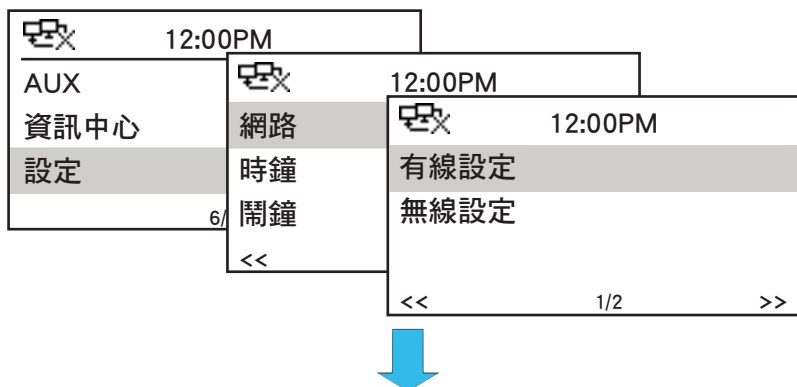 12:00PM
AUX
資訊中心
設定
6/
12:00PM
網路
時鐘
鬧鐘
<<
12:00PM
有線設定
無線設定
<< 1/2 >>